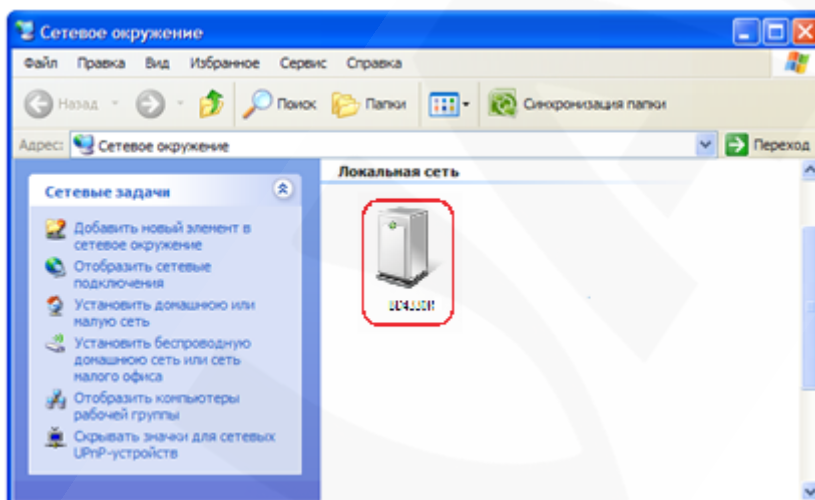 Сетевое окружение
Файл Правка Вид Избранное Сервис Справка
Назад Поиск Папки Синхронизация папки
Адрес: Сетевое окружение Переход
Локальная сеть
Сетевые задачи
Добавить новый элемент в
сетевое окружение
Отобразить сетевые
подключения
Установить домашнюю или
малую сеть
Установить беспроводную
домашнюю сеть или сеть
малого офиса
Отобразить компьютеры
рабочей группы
Скрывать значки для сетевых
UPnP-устройств